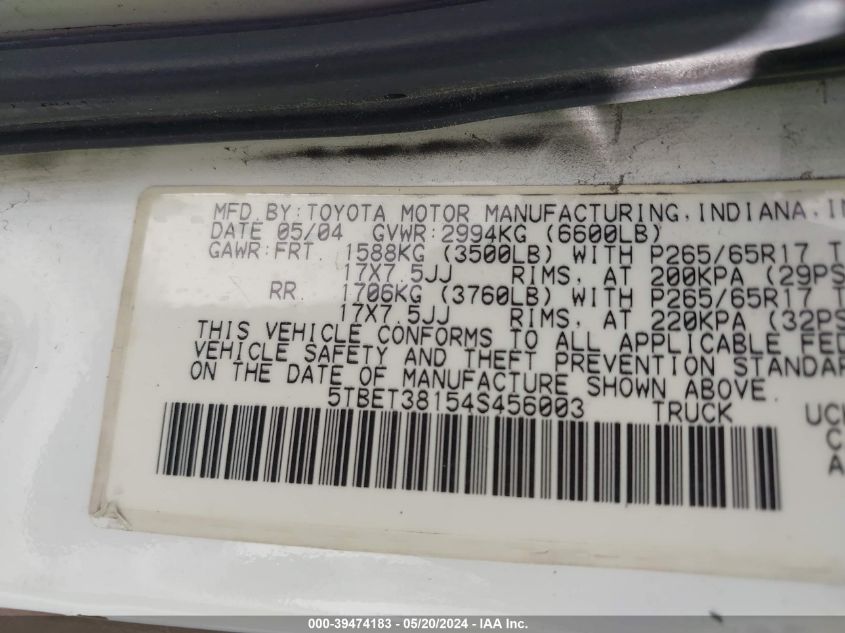 MFD.BY:TOYOTA MOTOR MANUFACTURING,INDIANA,
DATE 05/04 GVWR:2994KG (6600LB)
GAWR:FRT. 1588KG (3500LB) WITH P265/65R17
17X7.5JJ RIMS, AT 200KPA (29PS
RR. 1706KG (3760LB) WITH P265/65R17
17X7.5JJ RIMS, AT 220KPA (32PS
THIS VEHICLE CONFORMS TO ALL APPLICABLE FED
VEHICLE SAFETY AND THEFT PREVENTION STANDAR
ON THE DATE OF MANUFACTURE SHOWN ABOVE.
5TBET38154S456003 TRUCK
000-39474183 - 05/20/2024 - WWW.IAAI.COM